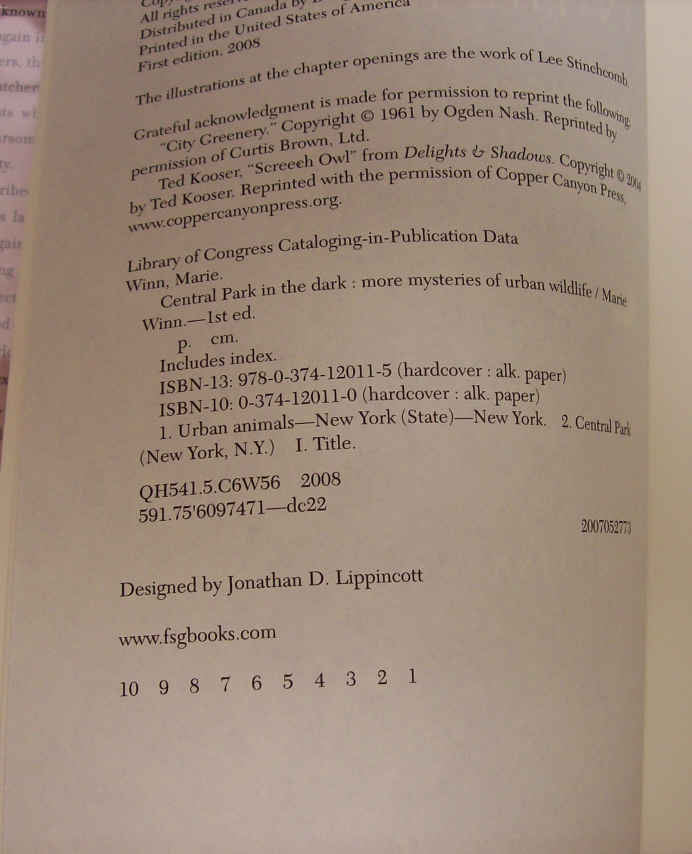 known
All rights reserve
Distributed in Canada by
Printed in the United States of America
First edition, 2008
The illustrations at the chapter openings are the work of Lee Stinchcomb.
Grateful acknowledgment is made for permission to reprint the following:
"City Greenery." Copyright © 1961 by Ogden Nash. Reprinted by
permission of Curtis Brown, Ltd.
Ted Kooser, "Screech Owl" from Delights & Shadows. Copyright © 2004
by Ted Kooser. Reprinted with the permission of Copper Canyon Press,
www.coppercanyonpress.org.
Library of Congress Cataloging-in-Publication Data
Winn, Marie.
Central Park in the dark : more mysteries of urban wildlife / Marie
Winn.—1st ed.
p. cm.
Includes index.
ISBN-13: 978-0-374-12011-5 (hardcover : alk. paper)
ISBN-10: 0-374-12011-0 (hardcover : alk. paper)
1. Urban animals—New York (State)—New York. 2. Central Park
(New York, N.Y.) I. Title.
QH541.5.C6W56 2008
591.75'6097471—dc22
2007052773
Designed by Jonathan D. Lippincott
www.fsgbooks.com
10 9 8 7 6 5 4 3 2 1